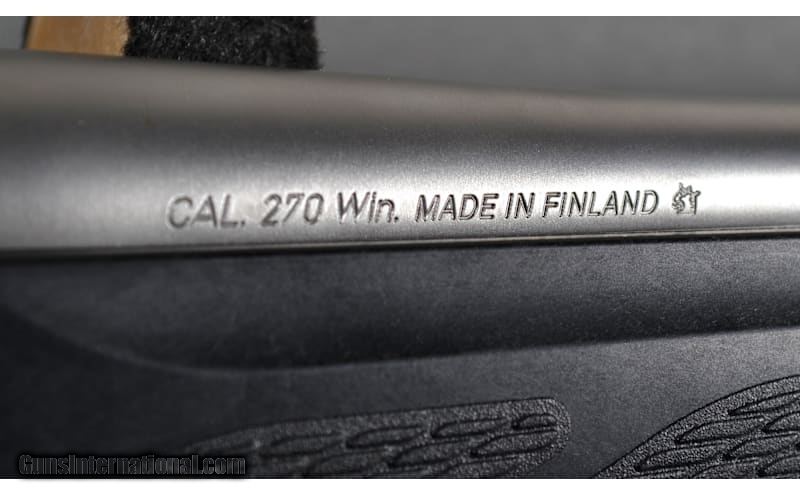 CAL. 270 Win. MADE IN FINLAND
GunsInternational.com